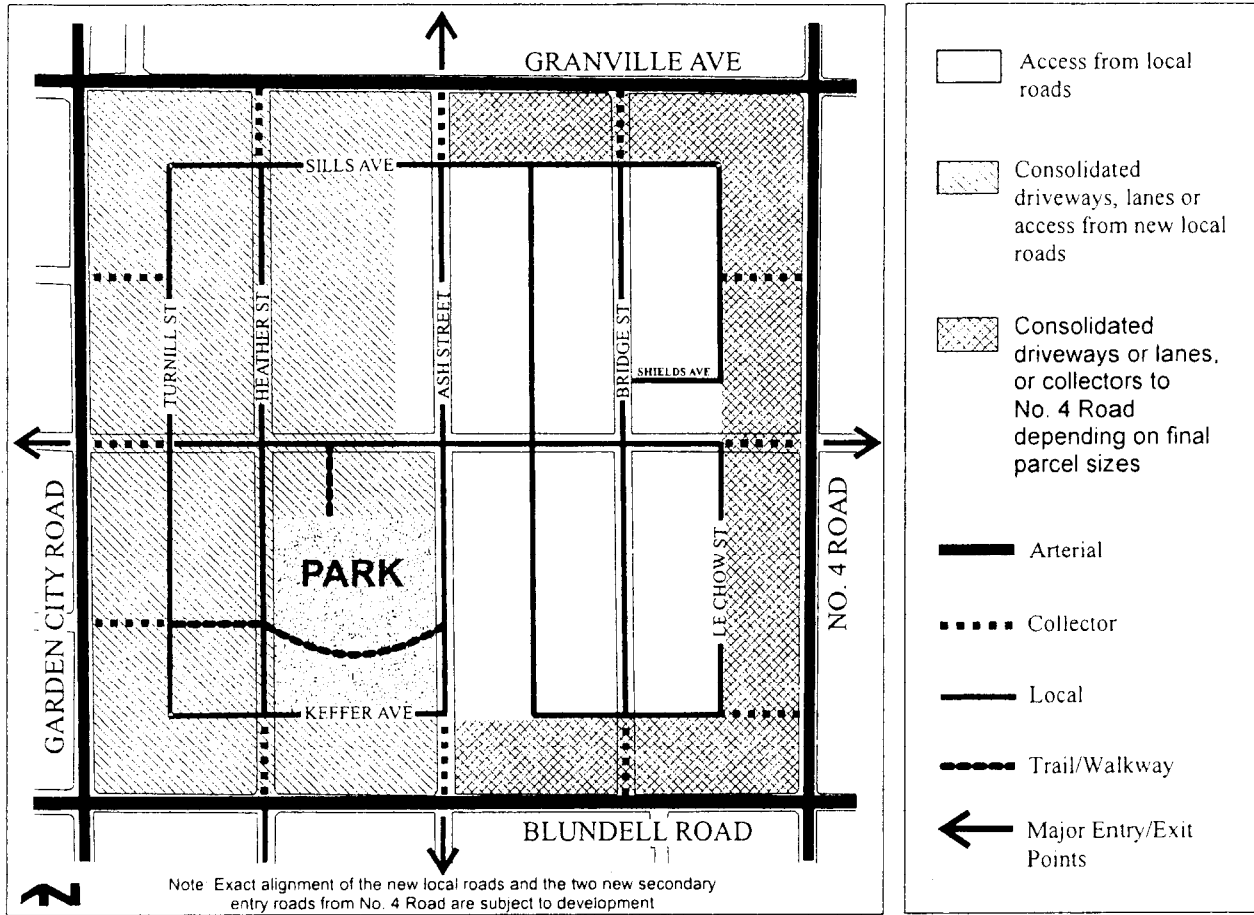 GRANVILLE AVE
SILLS AVE
TURNILL ST
HEATHER ST
ASH STREET
BRIDGE ST
SHIELDS AVE
GARDEN CITY ROAD
PARK
LE CHOW ST
NO. 4 ROAD
KEFFER AVE
BLUNDELL ROAD
N
Note: Exact alignment of the new local roads and the two new secondary
entry roads from No. 4 Road are subject to development
Access from local
roads
Consolidated
driveways, lanes or
access from new local
roads
Consolidated
driveways or lanes,
or collectors to
No. 4 Road
depending on final
parcel sizes
Arterial
Collector
Local
Trail/Walkway
Major Entry/Exit
Points